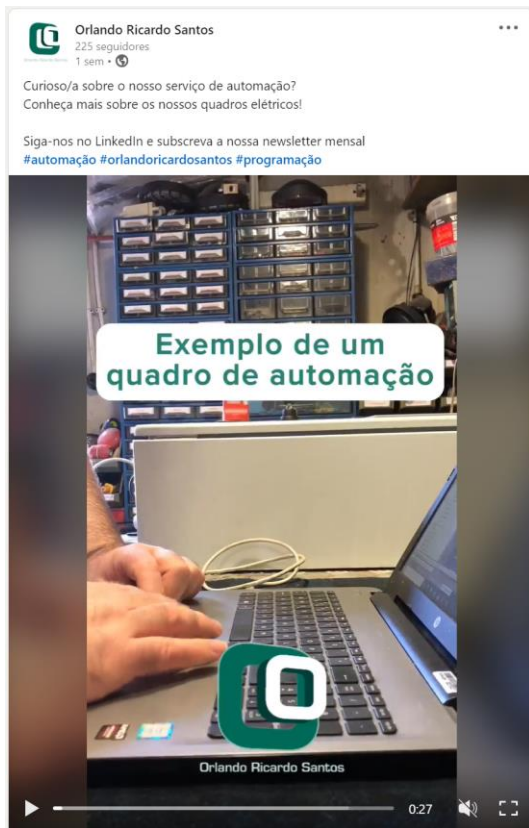 Orlando Ricardo Santos
225 seguidores
1 sem •
Curioso/a sobre o nosso serviço de automação?
Conheça mais sobre os nossos quadros elétricos!
Siga-nos no LinkedIn e subscreva a nossa newsletter mensal
#automação #orlandoricardosantos #programação
Exemplo de um
quadro de automação
Orlando Ricardo Santos
0:27